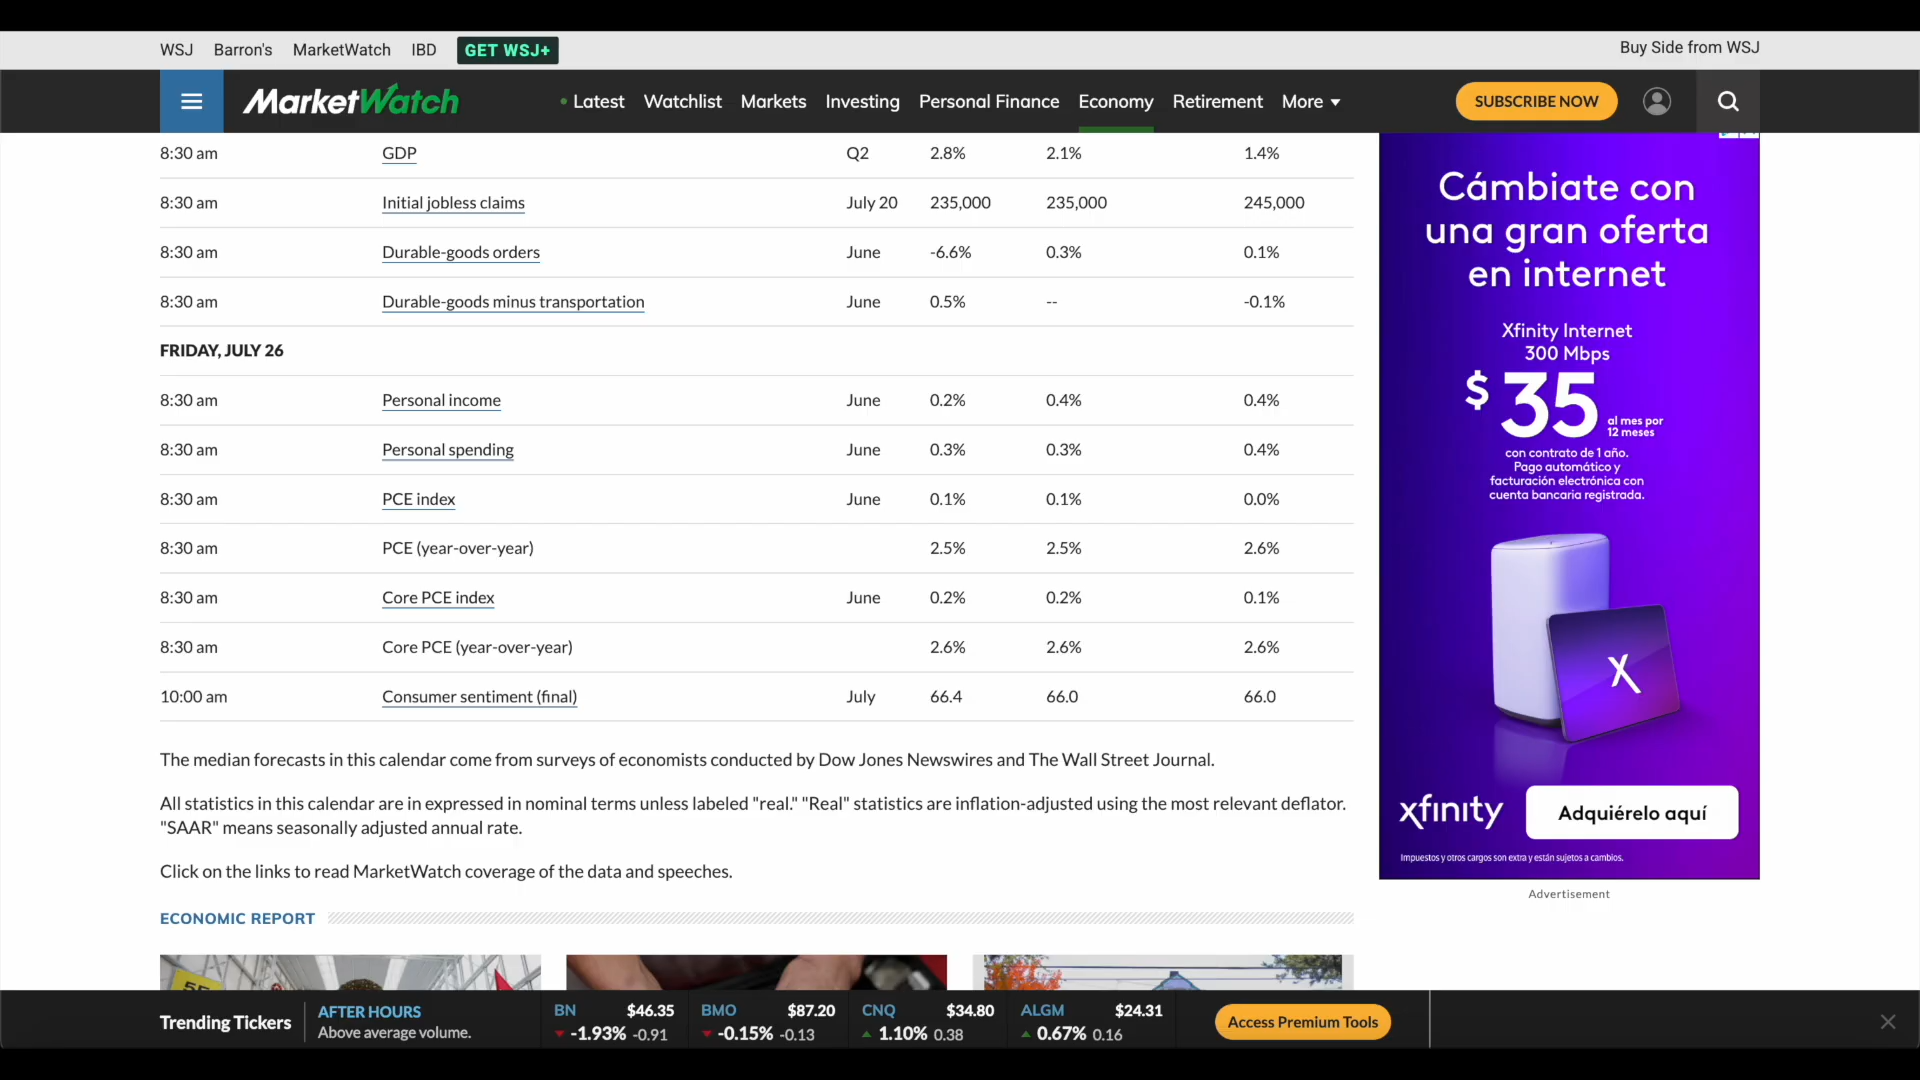 WSJ Barron's MarketWatch IBD GET WSJ+ Buy Side from WSJ
MarketWatch Latest Watchlist Markets Investing Personal Finance Economy Retirement More SUBSCRIBE NOW
8:30 am GDP Q2 2.8% 2.1% 1.4%
8:30 am Initial jobless claims July 20 235,000 235,000 245,000
8:30 am Durable-goods orders June -6.6% 0.3% 0.1%
8:30 am Durable-goods minus transportation June 0.5% -- -0.1%
FRIDAY, JULY 26
8:30 am Personal income June 0.2% 0.4% 0.4%
8:30 am Personal spending June 0.3% 0.3% 0.4%
8:30 am PCE index June 0.1% 0.1% 0.0%
8:30 am PCE (year-over-year) 2.5% 2.5% 2.6%
8:30 am Core PCE index June 0.2% 0.2% 0.1%
8:30 am Core PCE (year-over-year) 2.6% 2.6% 2.6%
10:00 am Consumer sentiment (final) July 66.4 66.0 66.0
The median forecasts in this calendar come from surveys of economists conducted by Dow Jones Newswires and The Wall Street Journal.
All statistics in this calendar are in expressed in nominal terms unless labeled "real." "Real" statistics are inflation-adjusted using the most relevant deflator.
"SAAR" means seasonally adjusted annual rate.
Click on the links to read MarketWatch coverage of the data and speeches.
ECONOMIC REPORT
Cámbiate con
una gran oferta
en internet
Xfinity Internet
300 Mbps
$35 al mes por
12 meses
con contrato de 1 año.
Pago automático y
facturación electrónica con
cuenta bancaria registrada.
X
xfinity Adquiérelo aquí
Impuestos y otros cargos son extra y están sujetos a cambios.
Advertisement
Trending Tickers
AFTER HOURS
Above average volume.
BN $46.35
-1.93% -0.91
BMO $87.20
-0.15% -0.13
CNQ $34.80
1.10% 0.38
ALGM $24.31
0.67% 0.16
Access Premium Tools